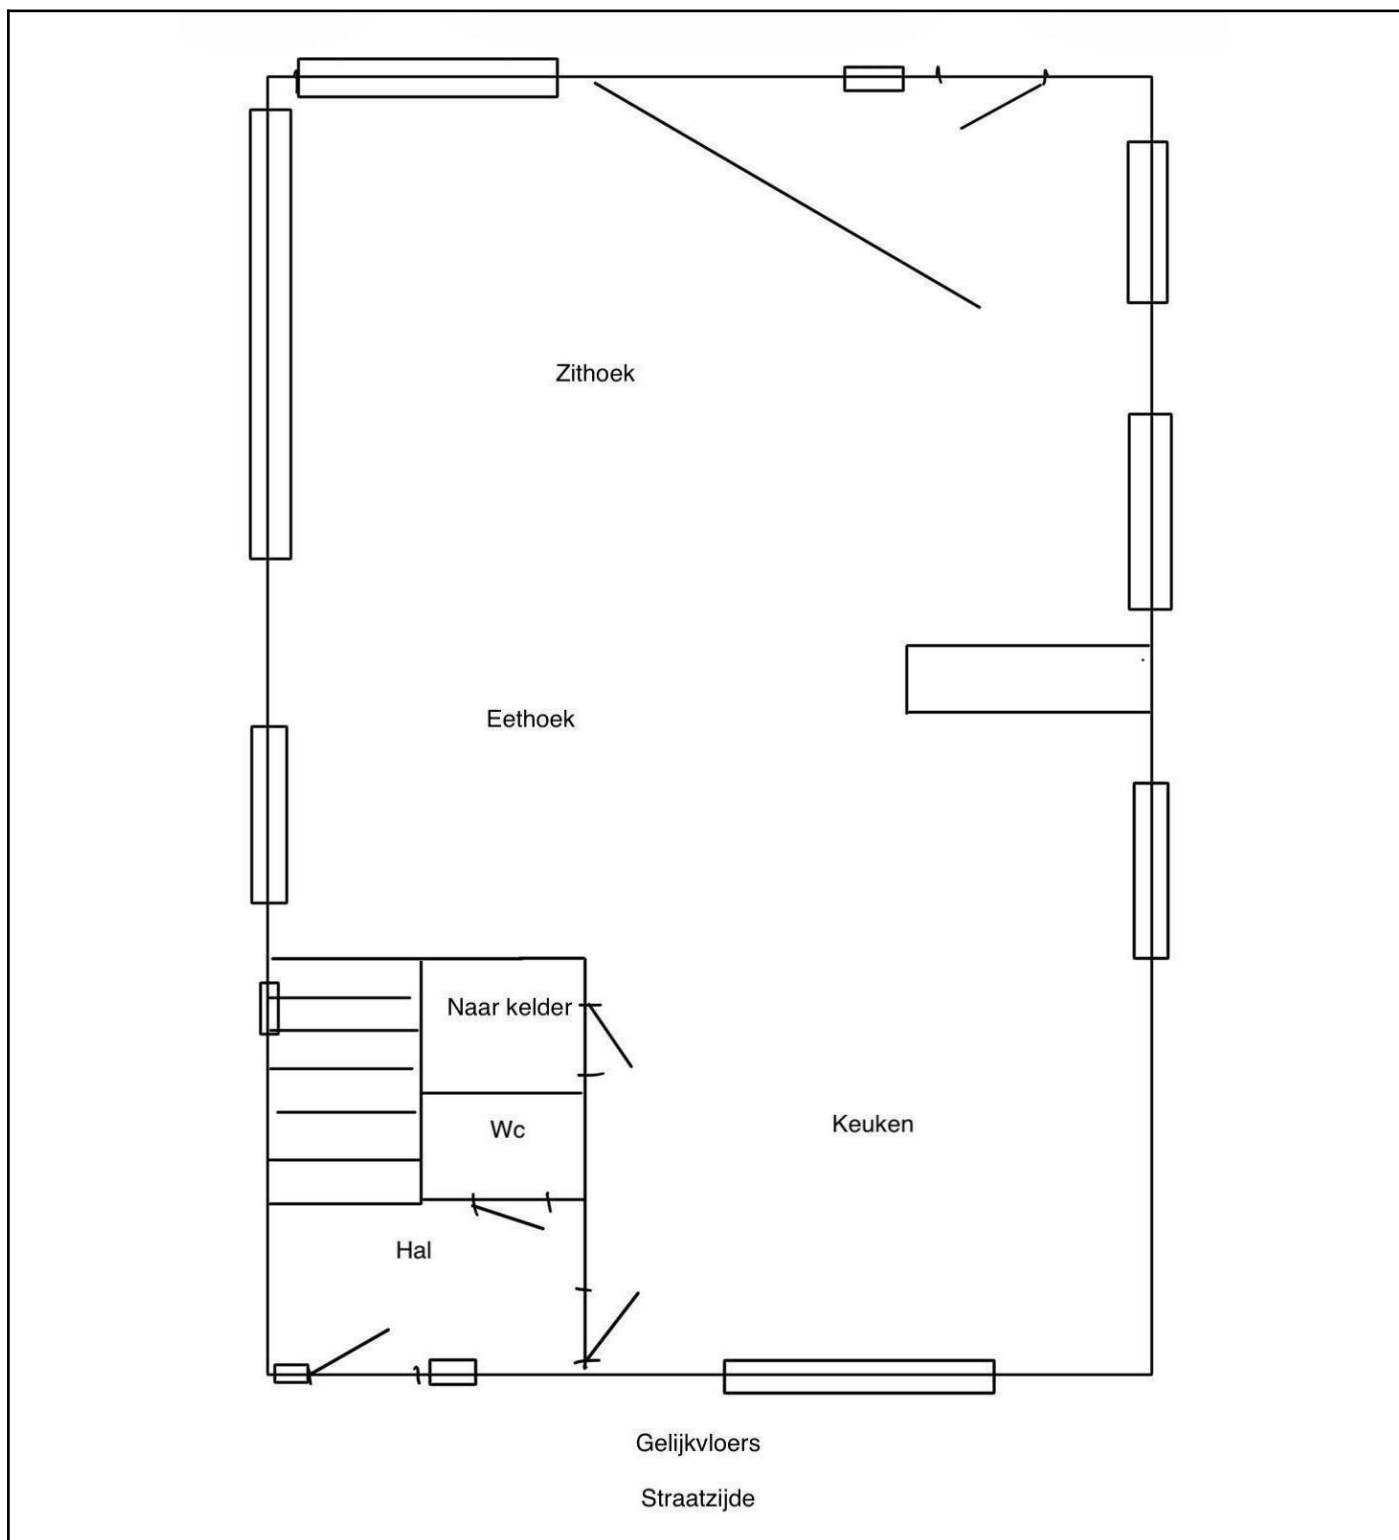 Zithoek
Eethoek
Naar kelder
Wc
Keuken
Hal
Gelijkvloers
Straatzijde